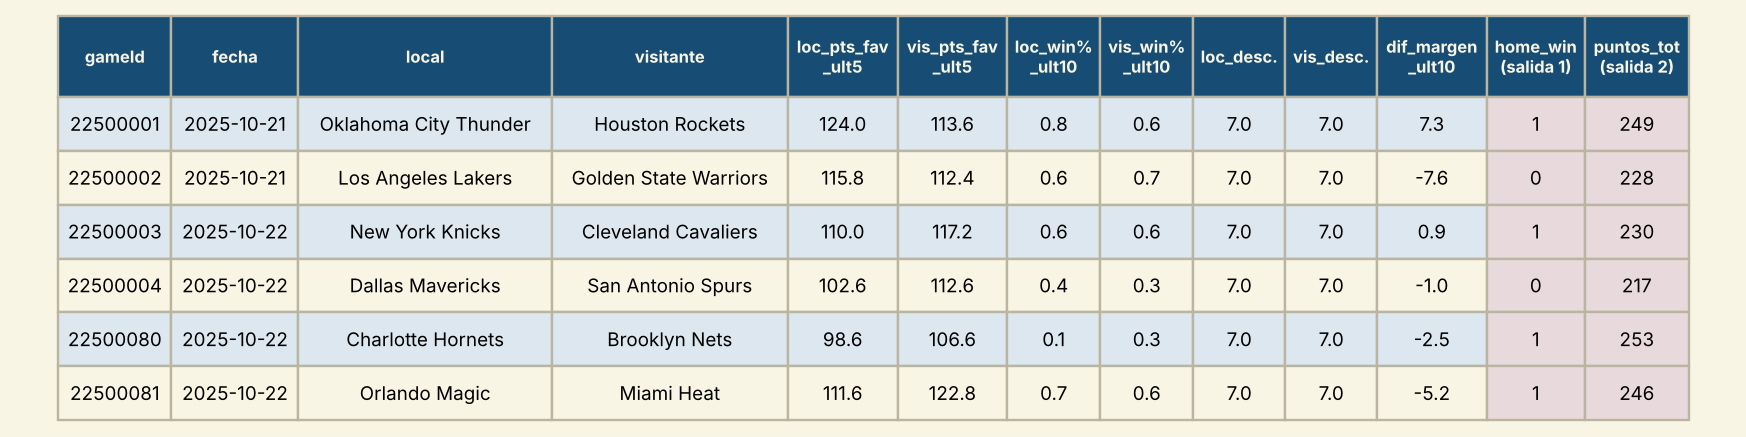 gameId fecha local visitante loc_pts_fav _ult5 vis_pts_fav _ult5 loc_win% _ult10 vis_win% _ult10 loc_desc. vis_desc. dif_margen _ult10 home_win (salida 1) puntos_tot (salida 2)
22500001 2025-10-21 Oklahoma City Thunder Houston Rockets 124.0 113.6 0.8 0.6 7.0 7.0 7.3 1 249
22500002 2025-10-21 Los Angeles Lakers Golden State Warriors 115.8 112.4 0.6 0.7 7.0 7.0 -7.6 0 228
22500003 2025-10-22 New York Knicks Cleveland Cavaliers 110.0 117.2 0.6 0.6 7.0 7.0 0.9 1 230
22500004 2025-10-22 Dallas Mavericks San Antonio Spurs 102.6 112.6 0.4 0.3 7.0 7.0 -1.0 0 217
22500080 2025-10-22 Charlotte Hornets Brooklyn Nets 98.6 106.6 0.1 0.3 7.0 7.0 -2.5 1 253
22500081 2025-10-22 Orlando Magic Miami Heat 111.6 122.8 0.7 0.6 7.0 7.0 -5.2 1 246